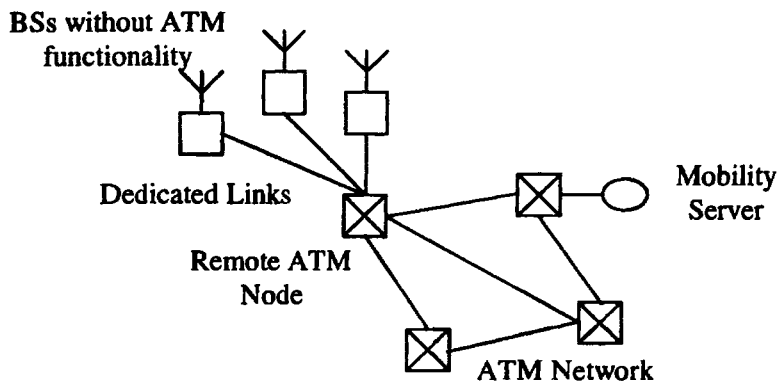 BSs without ATM
functionality
Dedicated Links
Mobility
Server
Remote ATM
Node
ATM Network